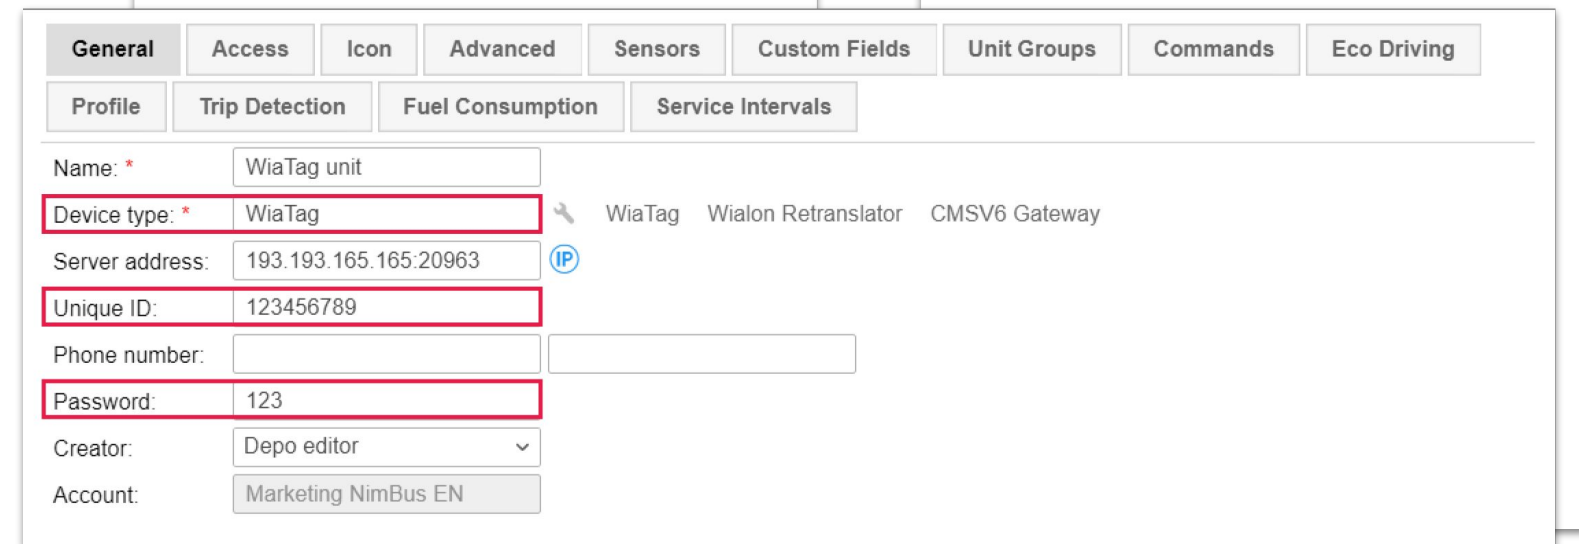 General Access Icon Advanced Sensors Custom Fields Unit Groups Commands Eco Driving
Profile Trip Detection Fuel Consumption Service Intervals
Name: * WiaTag unit
Device type: * WiaTag WiaTag Wialon Retranslator CMSV6 Gateway
Server address: 193.193.165.165:20963 IP
Unique ID: 123456789
Phone number:
Password: 123
Creator: Depo editor
Account: Marketing NimBus EN